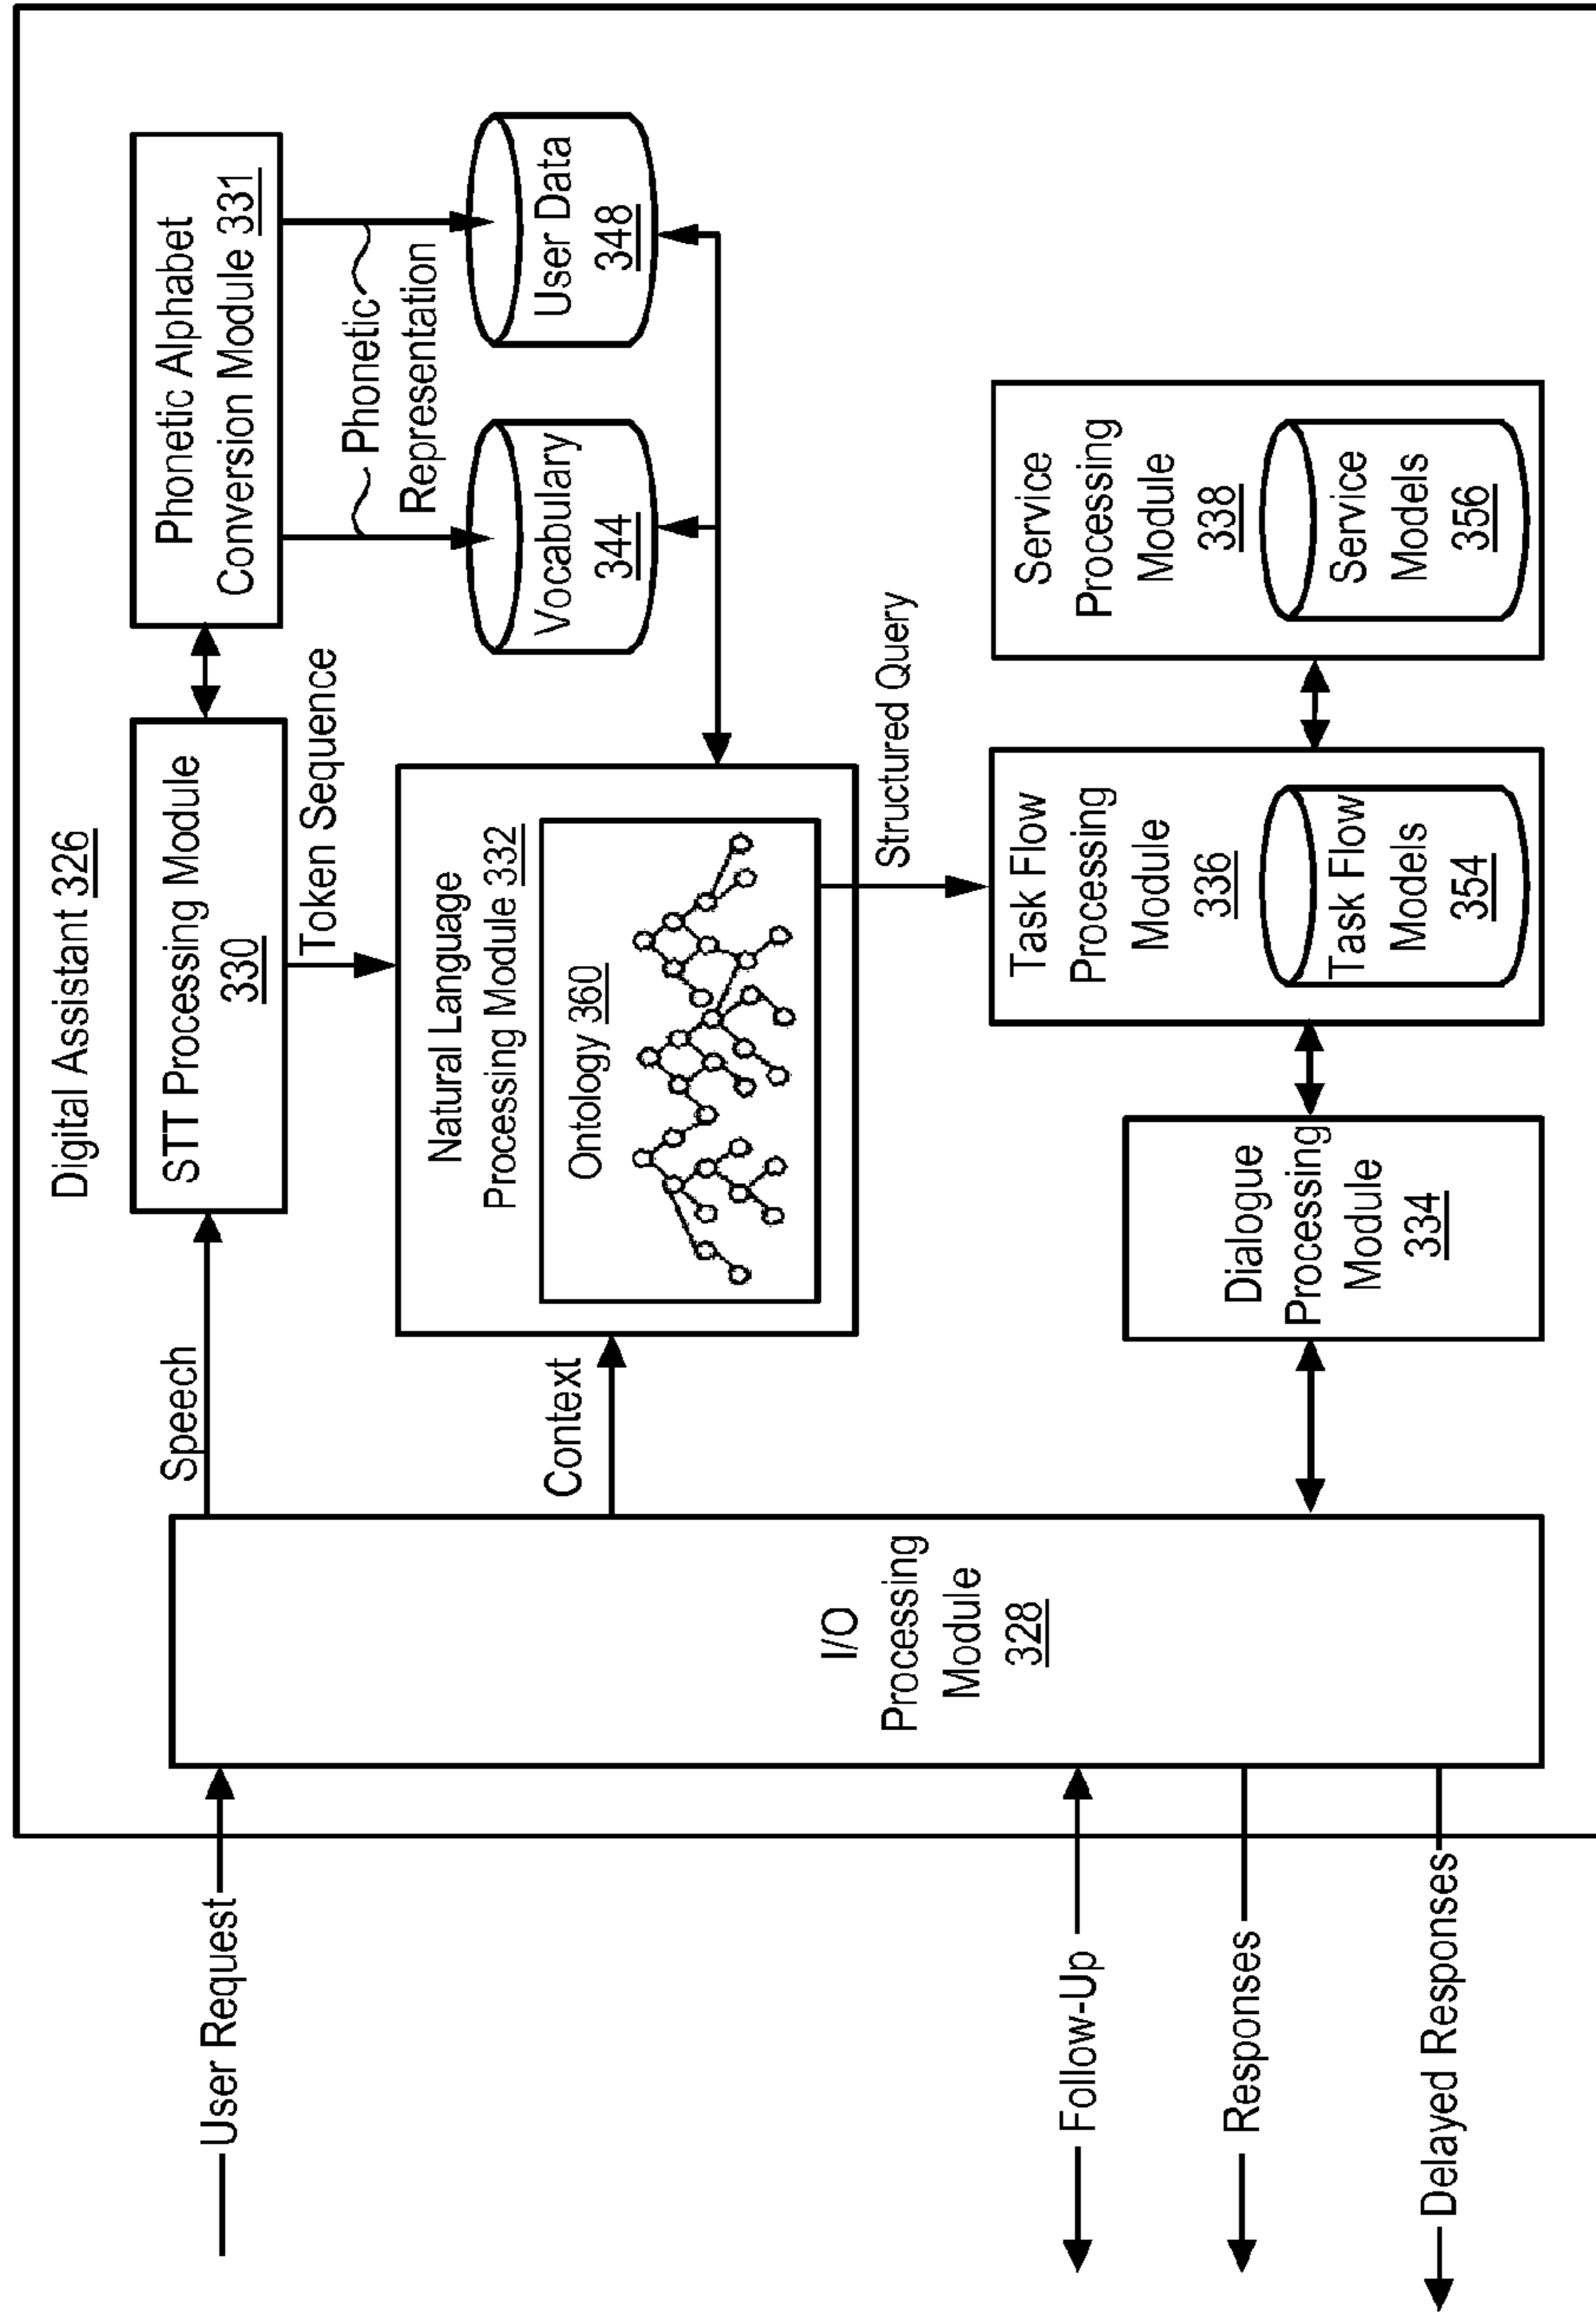 Digital Assistant 326
User Request
Follow-Up
Responses
Delayed Responses
I/O
Processing
Module
328
Speech
Context
STT Processing Module
330
Token Sequence
Phonetic Alphabet
Conversion Module 331
Phonetic
Representation
Vocabulary
344
User Data
348
Natural Language
Processing Module 332
Ontology 360
Structured Query
Dialogue
Processing
Module
334
Task Flow
Processing
Module
336
Task Flow
Models
354
Service
Processing
Module
338
Service
Models
356